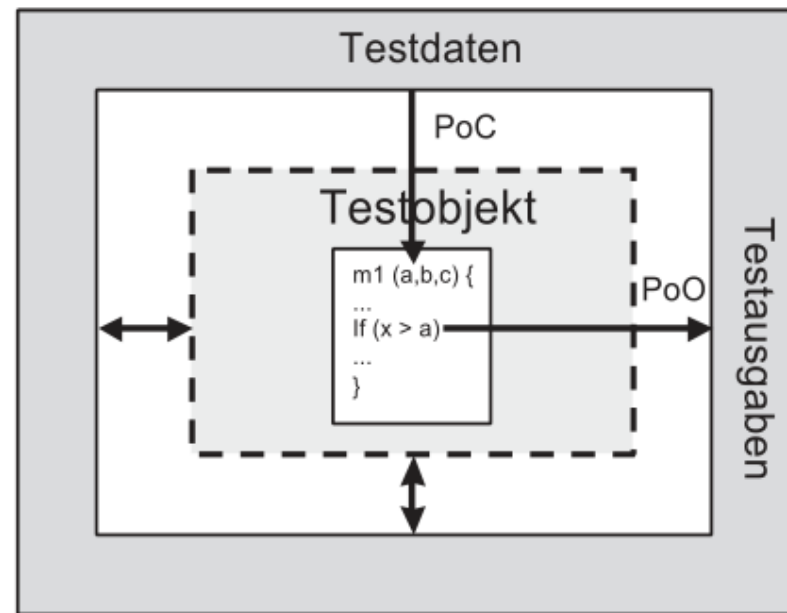 Testdaten
PoC
Testobjekt
m1 (a,b,c) {
...
If (x > a)
...
}
PoO
Testausgaben